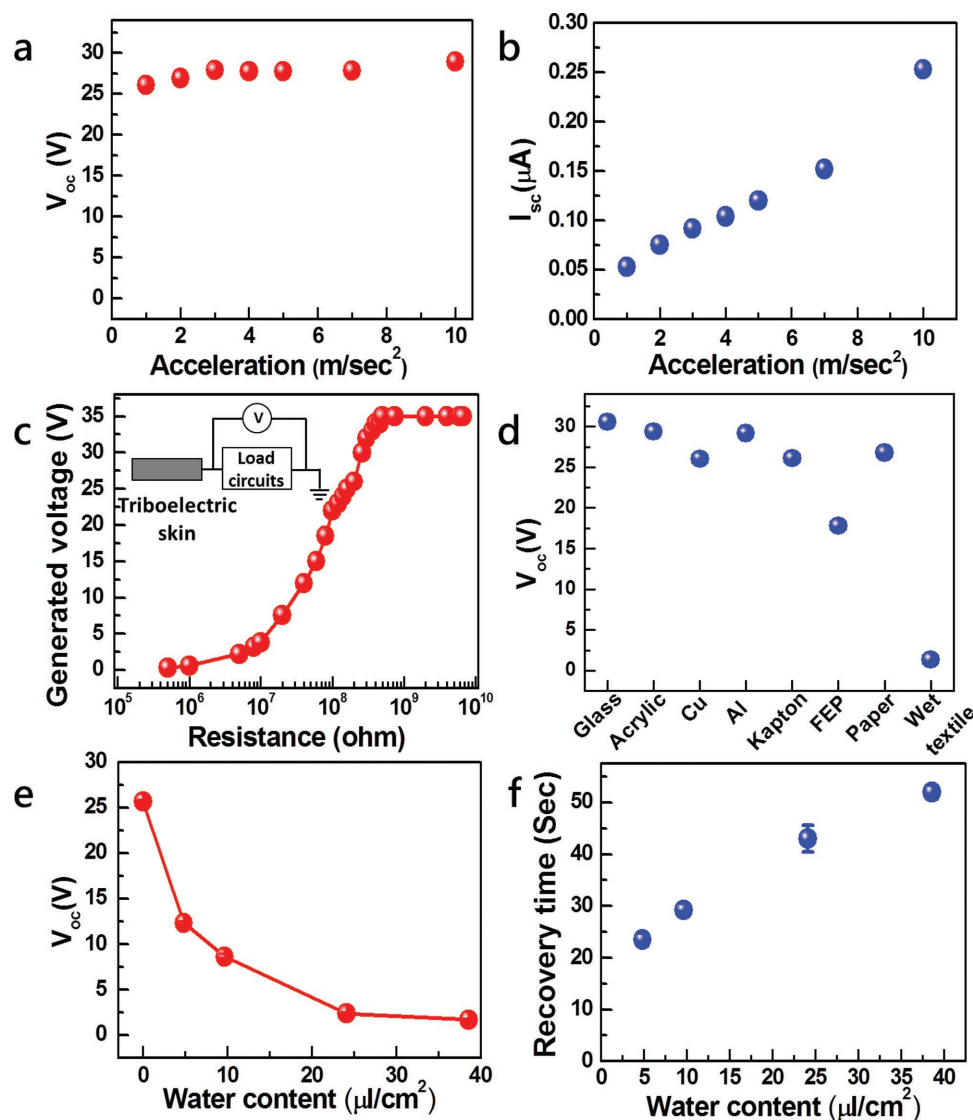 a
30
25
20
15
10
5
0
V_oc (V)
0 2 4 6 8 10
Acceleration (m/sec²)
b
0.30
0.25
0.20
0.15
0.10
0.05
0.00
I_sc (μA)
0 2 4 6 8 10
Acceleration (m/sec²)
c
35
30
25
20
15
10
5
0
Generated voltage (V)
V
Load
circuits
Triboelectric
skin
10⁵ 10⁶ 10⁷ 10⁸ 10⁹ 10¹⁰
Resistance (ohm)
d
30
25
20
15
10
5
0
V_oc (V)
Glass
Acrylic
Cu
Al
Kapton
FEP
Paper
Wet
textile
e
30
25
20
15
10
5
0
V_oc (V)
0 10 20 30 40
Water content (μl/cm²)
f
50
40
30
20
10
0
Recovery time (Sec)
0 5 10 15 20 25 30 35 40
Water content (μl/cm²)